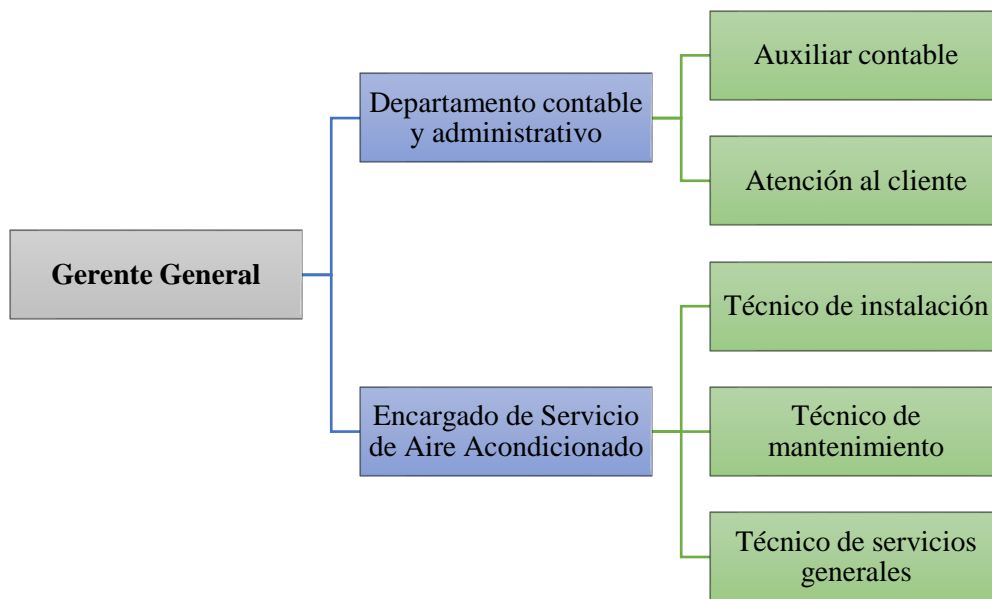 Gerente General
Departamento contable
y administrativo
Auxiliar contable
Atención al cliente
Encargado de Servicio
de Aire Acondicionado
Técnico de instalación
Técnico de
mantenimiento
Técnico de servicios
generales